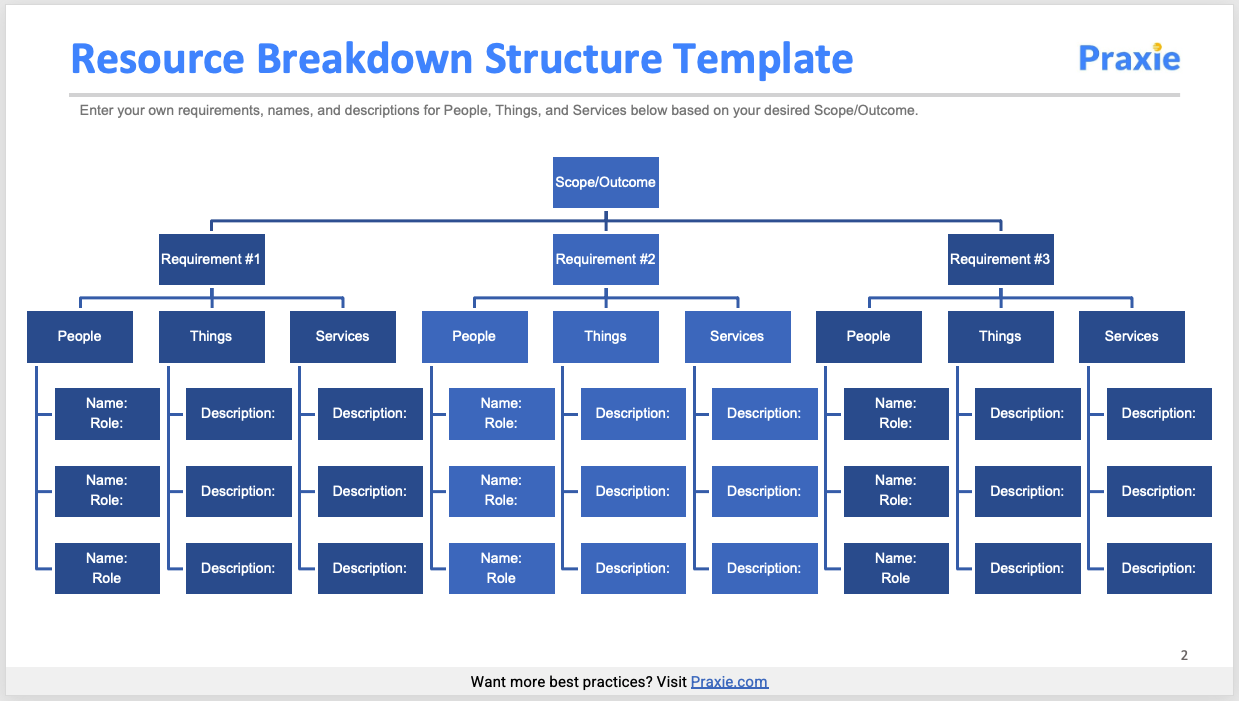 Resource Breakdown Structure Template
Praxie
Enter your own requirements, names, and descriptions for People, Things, and Services below based on your desired Scope/Outcome.
Scope/Outcome
Requirement #1
Requirement #2
Requirement #3
People
Things
Services
People
Things
Services
People
Things
Services
Name:
Role:
Description:
Description:
Name:
Role:
Description:
Description:
Name:
Role:
Description:
Description:
Name:
Role:
Description:
Description:
Name:
Role:
Description:
Description:
Name:
Role:
Description:
Description:
Name:
Role
Description:
Description:
Name:
Role
Description:
Description:
Name:
Role
Description:
Description:
2
Want more best practices? Visit Praxie.com